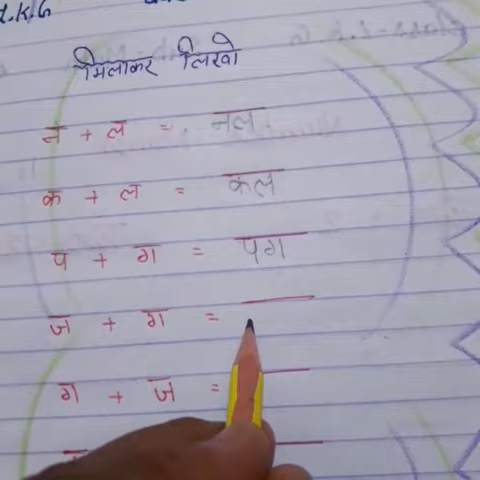 मिलाकर लिखो
न + ल = नल
क + ल = कल
प + ग = पग
ज + ग =
ग + ज =